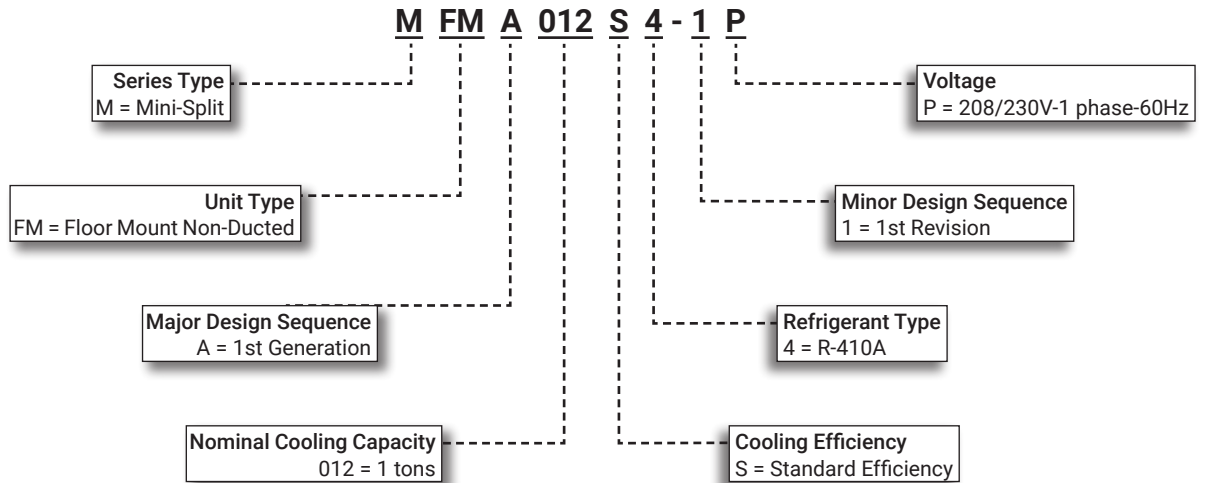 M FM A 012 S 4 - 1 P
Series Type
M = Mini-Split
Voltage
P = 208/230V-1 phase-60Hz
Unit Type
FM = Floor Mount Non-Ducted
Minor Design Sequence
1 = 1st Revision
Major Design Sequence
A = 1st Generation
Refrigerant Type
4 = R-410A
Nominal Cooling Capacity
012 = 1 tons
Cooling Efficiency
S = Standard Efficiency